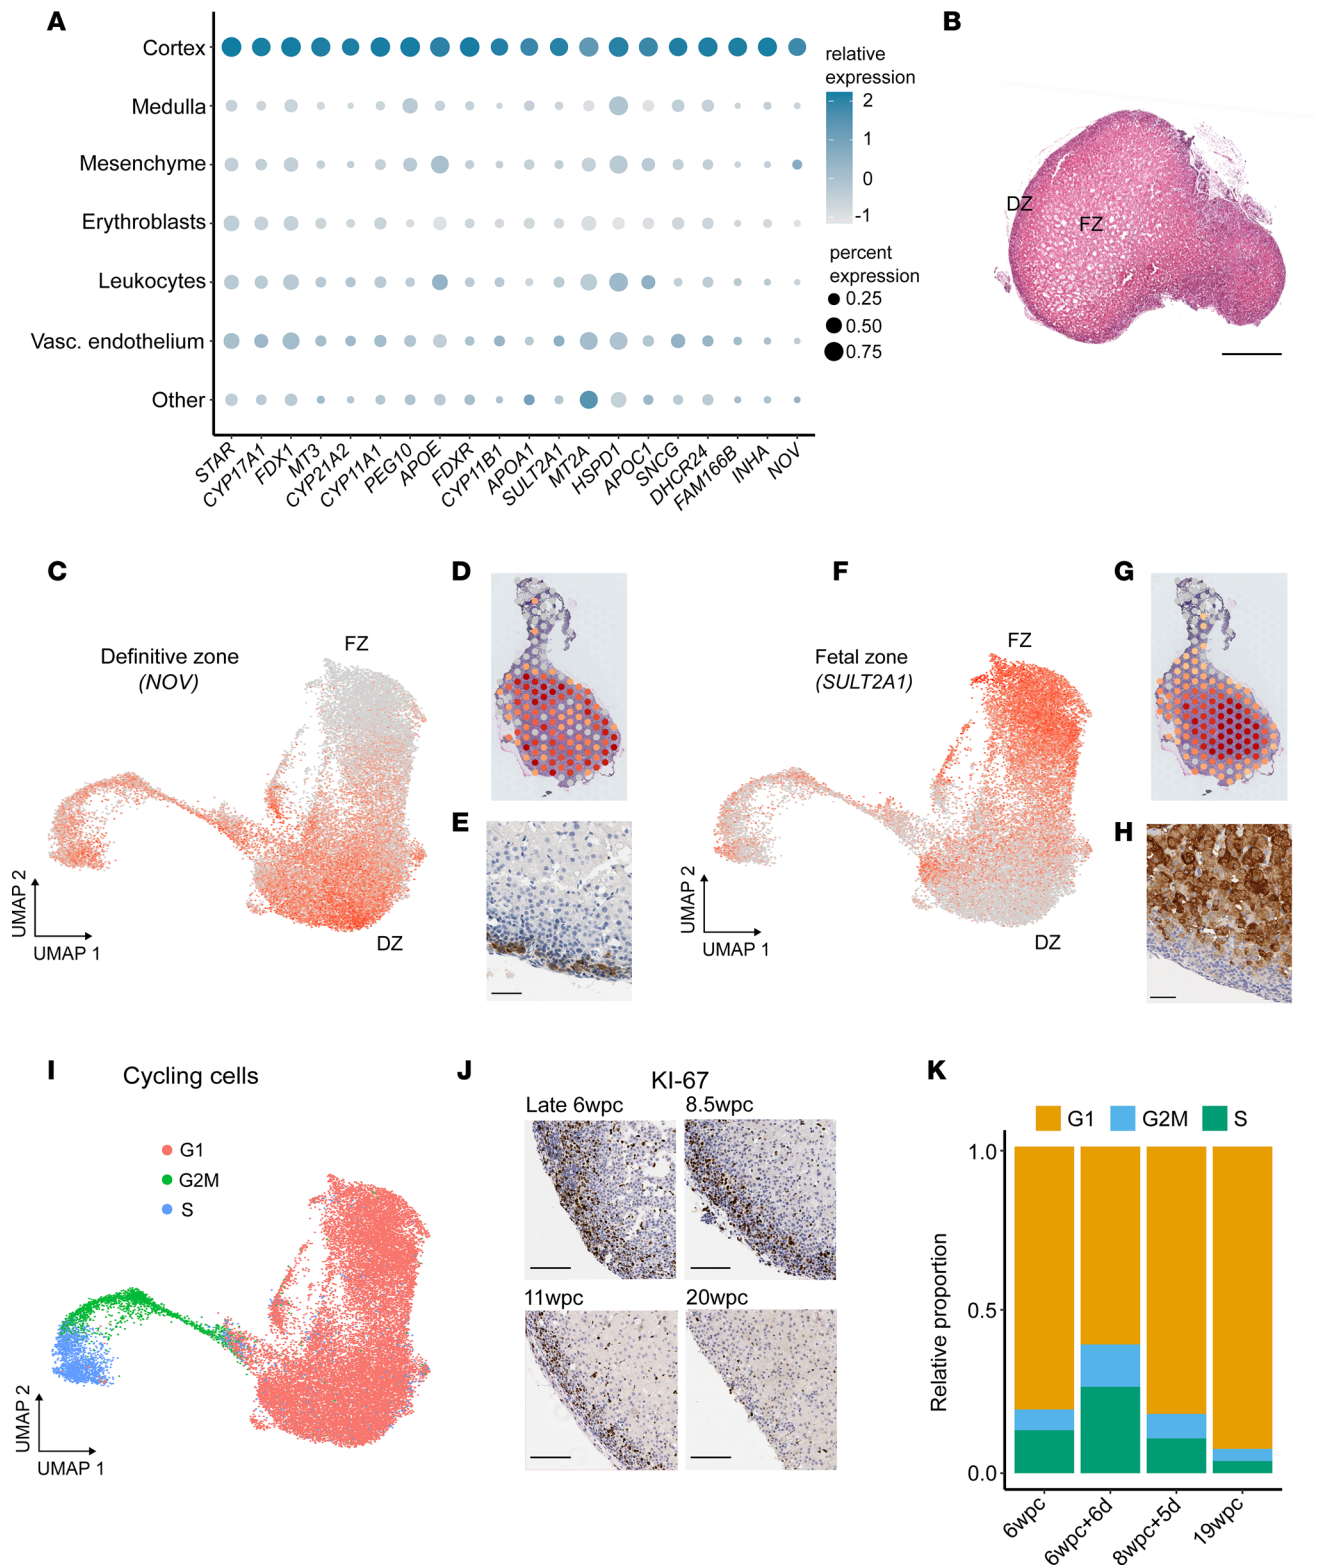 A
Cortex
Medulla
Mesenchyme
Erythroblasts
Leukocytes
Vasc. endothelium
Other
STAR
CYP17A1
FDX1
MT3
CYP21A2
CYP11A1
PEG10
APOE
FDXR
CYP11B1
APOA1
SULT2A1
MT2A
HSPD1
APOC1
SNCG
DHCR24
FAM166B
INHA
NOV
relative
expression
2
1
0
-1
percent
expression
0.25
0.50
0.75
B
DZ
FZ
C
Definitive zone
(NOV)
FZ
DZ
UMAP 2
UMAP 1
D
E
F
Fetal zone
(SULT2A1)
FZ
DZ
UMAP 2
UMAP 1
G
H
I
Cycling cells
G1
G2M
S
UMAP 2
UMAP 1
J
KI-67
Late 6wpc
8.5wpc
11wpc
20wpc
K
G1
G2M
S
Relative proportion
1.0
0.5
0.0
6wpc
6wpc+6d
8wpc+5d
19wpc